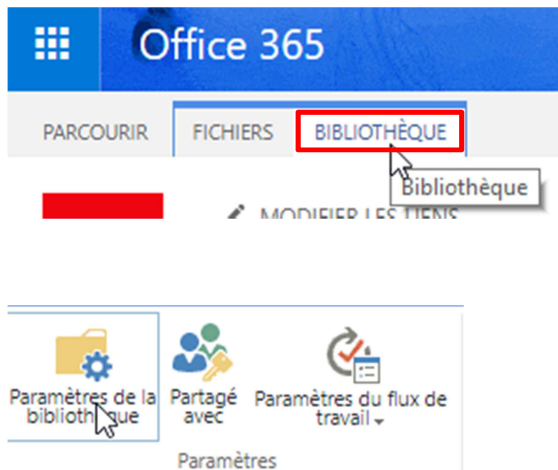 Office 365
PARCOURIR FICHIERS BIBLIOTHÈQUE
Bibliothèque
MODIFIER LES LIENS
Paramètres de la bibliothèque
Partagé avec
Paramètres du flux de travail
Paramètres